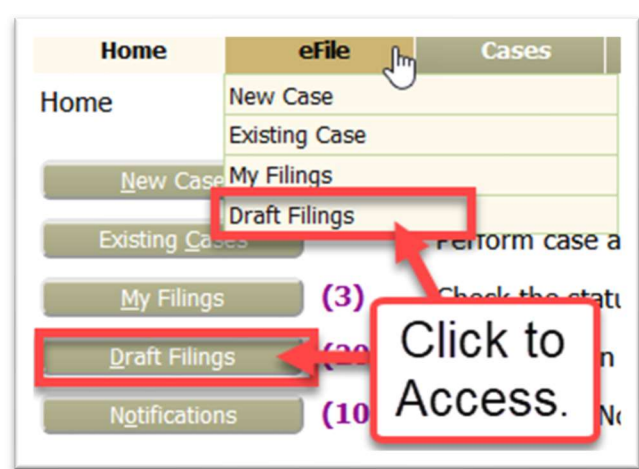 Home eFile Cases
Home
New Case
Existing Case
My Filings
Draft Filings
New Case
Existing Cases
Perform case a
My Filings (3) Check the statu
Draft Filings
n
Notifications (10
No
Click to
Access.